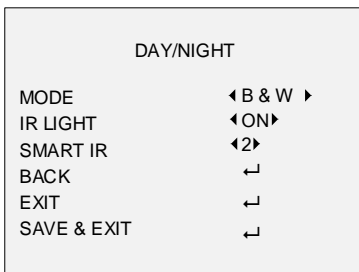 DAY/NIGHT
MODE ◀ B & W ▶
IR LIGHT ◀ON▶
SMART IR ◀2▶
BACK ↵
EXIT ↵
SAVE & EXIT ↵